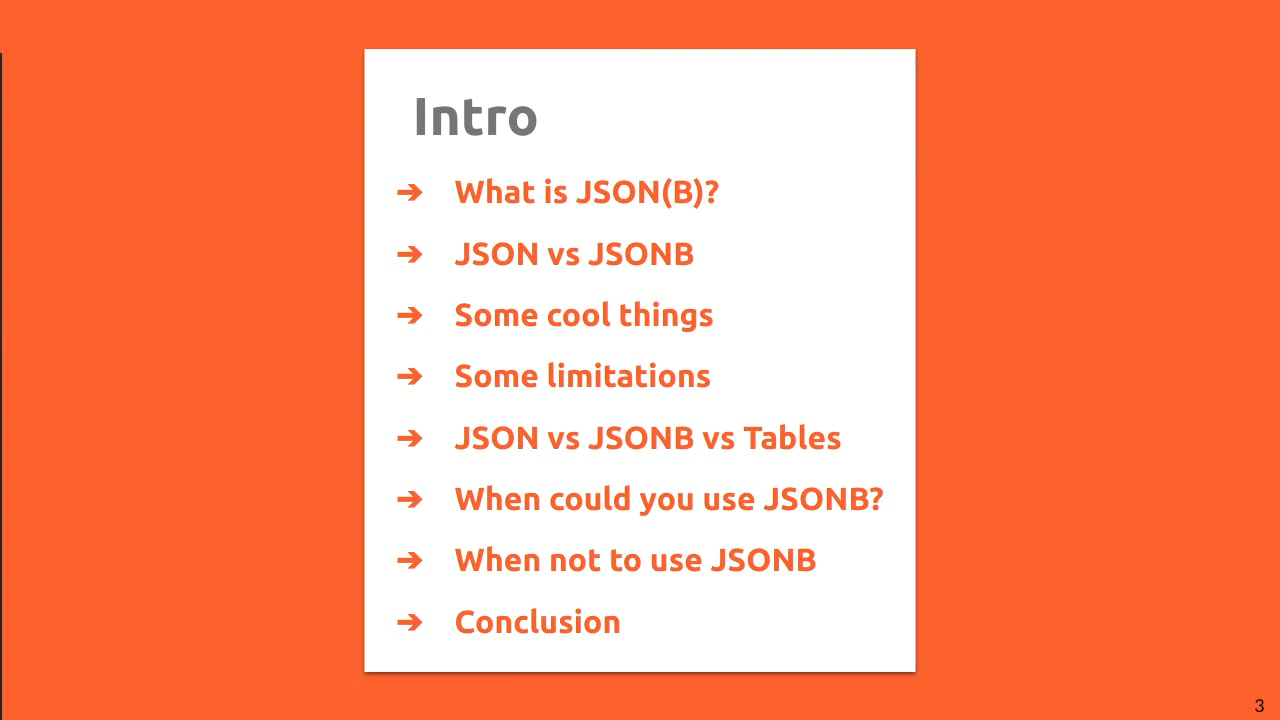 Intro
➔ What is JSON(B)?
➔ JSON vs JSONB
➔ Some cool things
➔ Some limitations
➔ JSON vs JSONB vs Tables
➔ When could you use JSONB?
➔ When not to use JSONB
➔ Conclusion
3